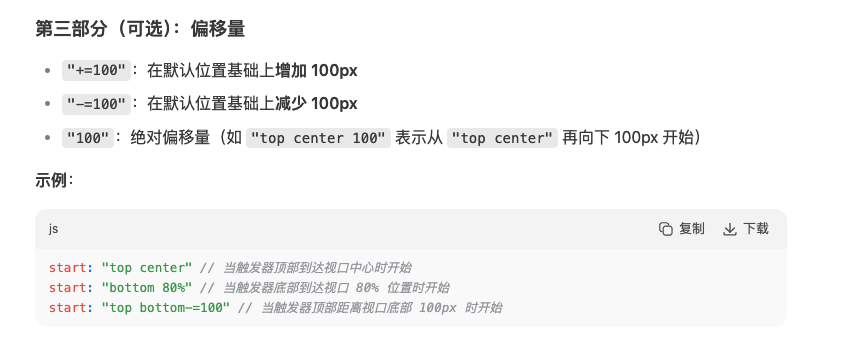 第三部分（可选）：偏移量
"+=100"：在默认位置基础上增加 100px
"-=100"：在默认位置基础上减少 100px
"100"：绝对偏移量（如 "top center 100" 表示从 "top center" 再向下 100px 开始）
示例：
js 复制 下载
start: "top center" // 当触发器顶部到达视口中心时开始
start: "bottom 80%" // 当触发器底部到达视口 80% 位置时开始
start: "top bottom-=100" // 当触发器顶部距离视口底部 100px 时开始